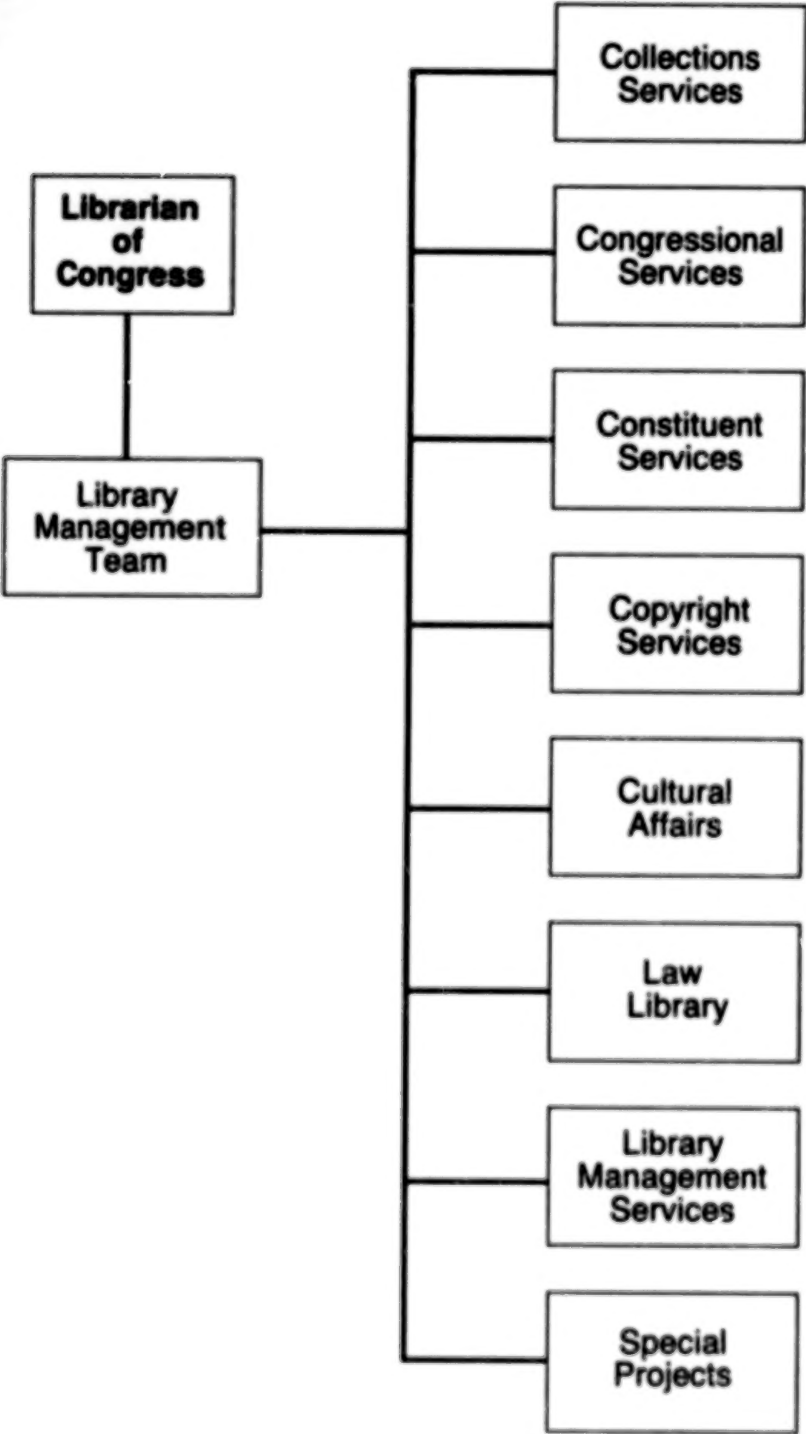 Librarian
of
Congress
Library
Management
Team
Collections
Services
Congressional
Services
Constituent
Services
Copyright
Services
Cultural
Affairs
Law
Library
Library
Management
Services
Special
Projects